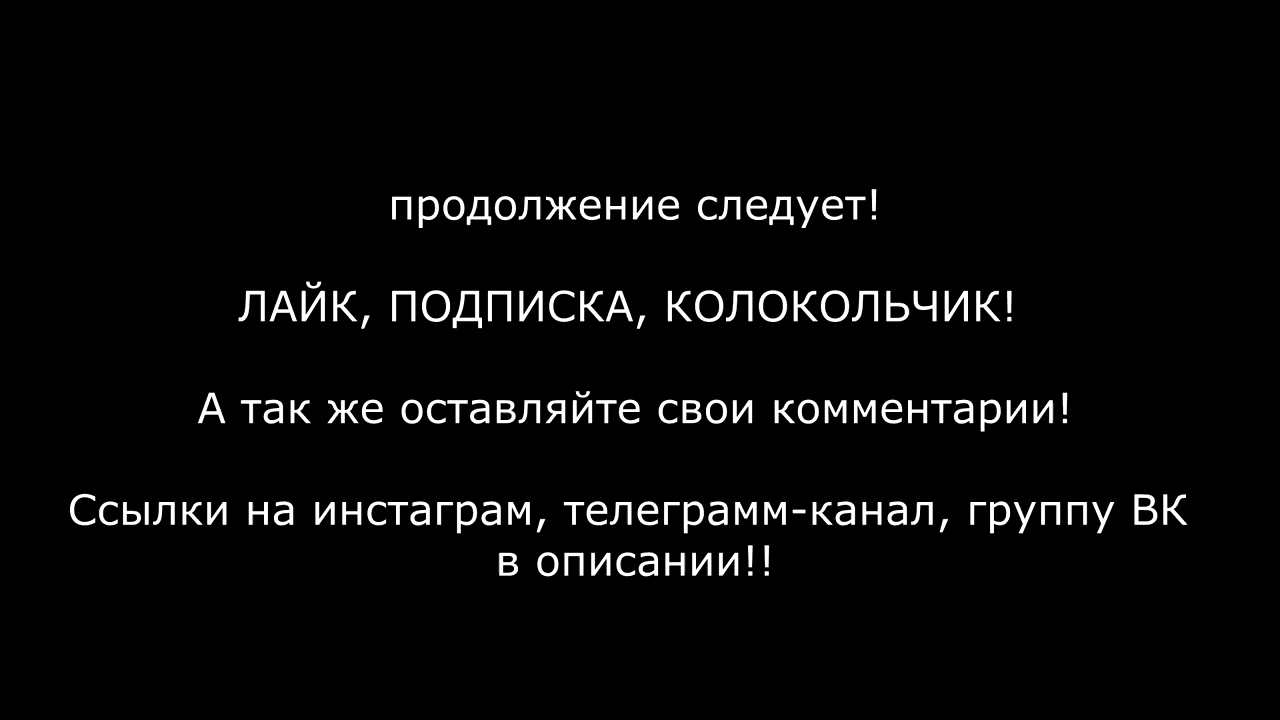 продолжение следует!
ЛАЙК, ПОДПИСКА, КОЛОКОЛЬЧИК!
А так же оставляйте свои комментарии!
Ссылки на инстаграм, телеграмм-канал, группу ВК
в описании!!